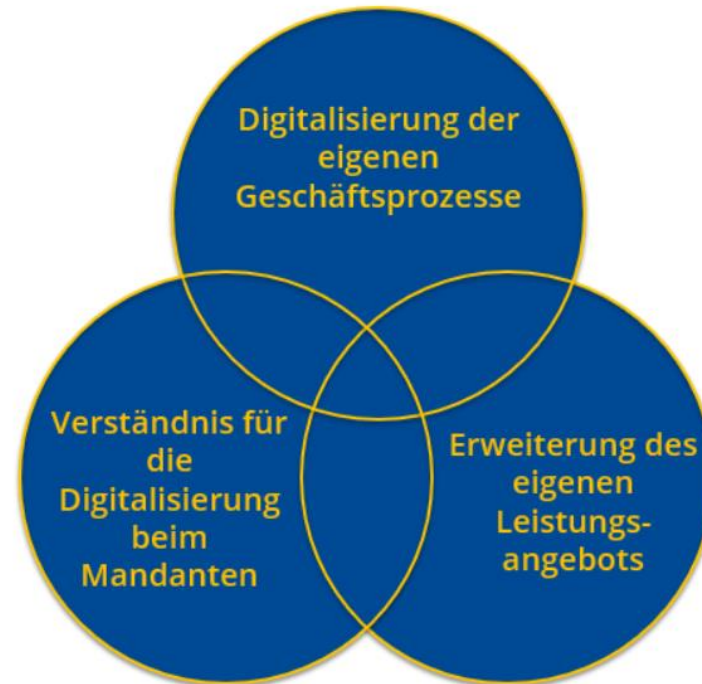 Digitalisierung der
eigenen
Geschäftsprozesse
Verständnis für
die
Digitalisierung
beim
Mandanten
Erweiterung des
eigenen
Leistungs-
angebots